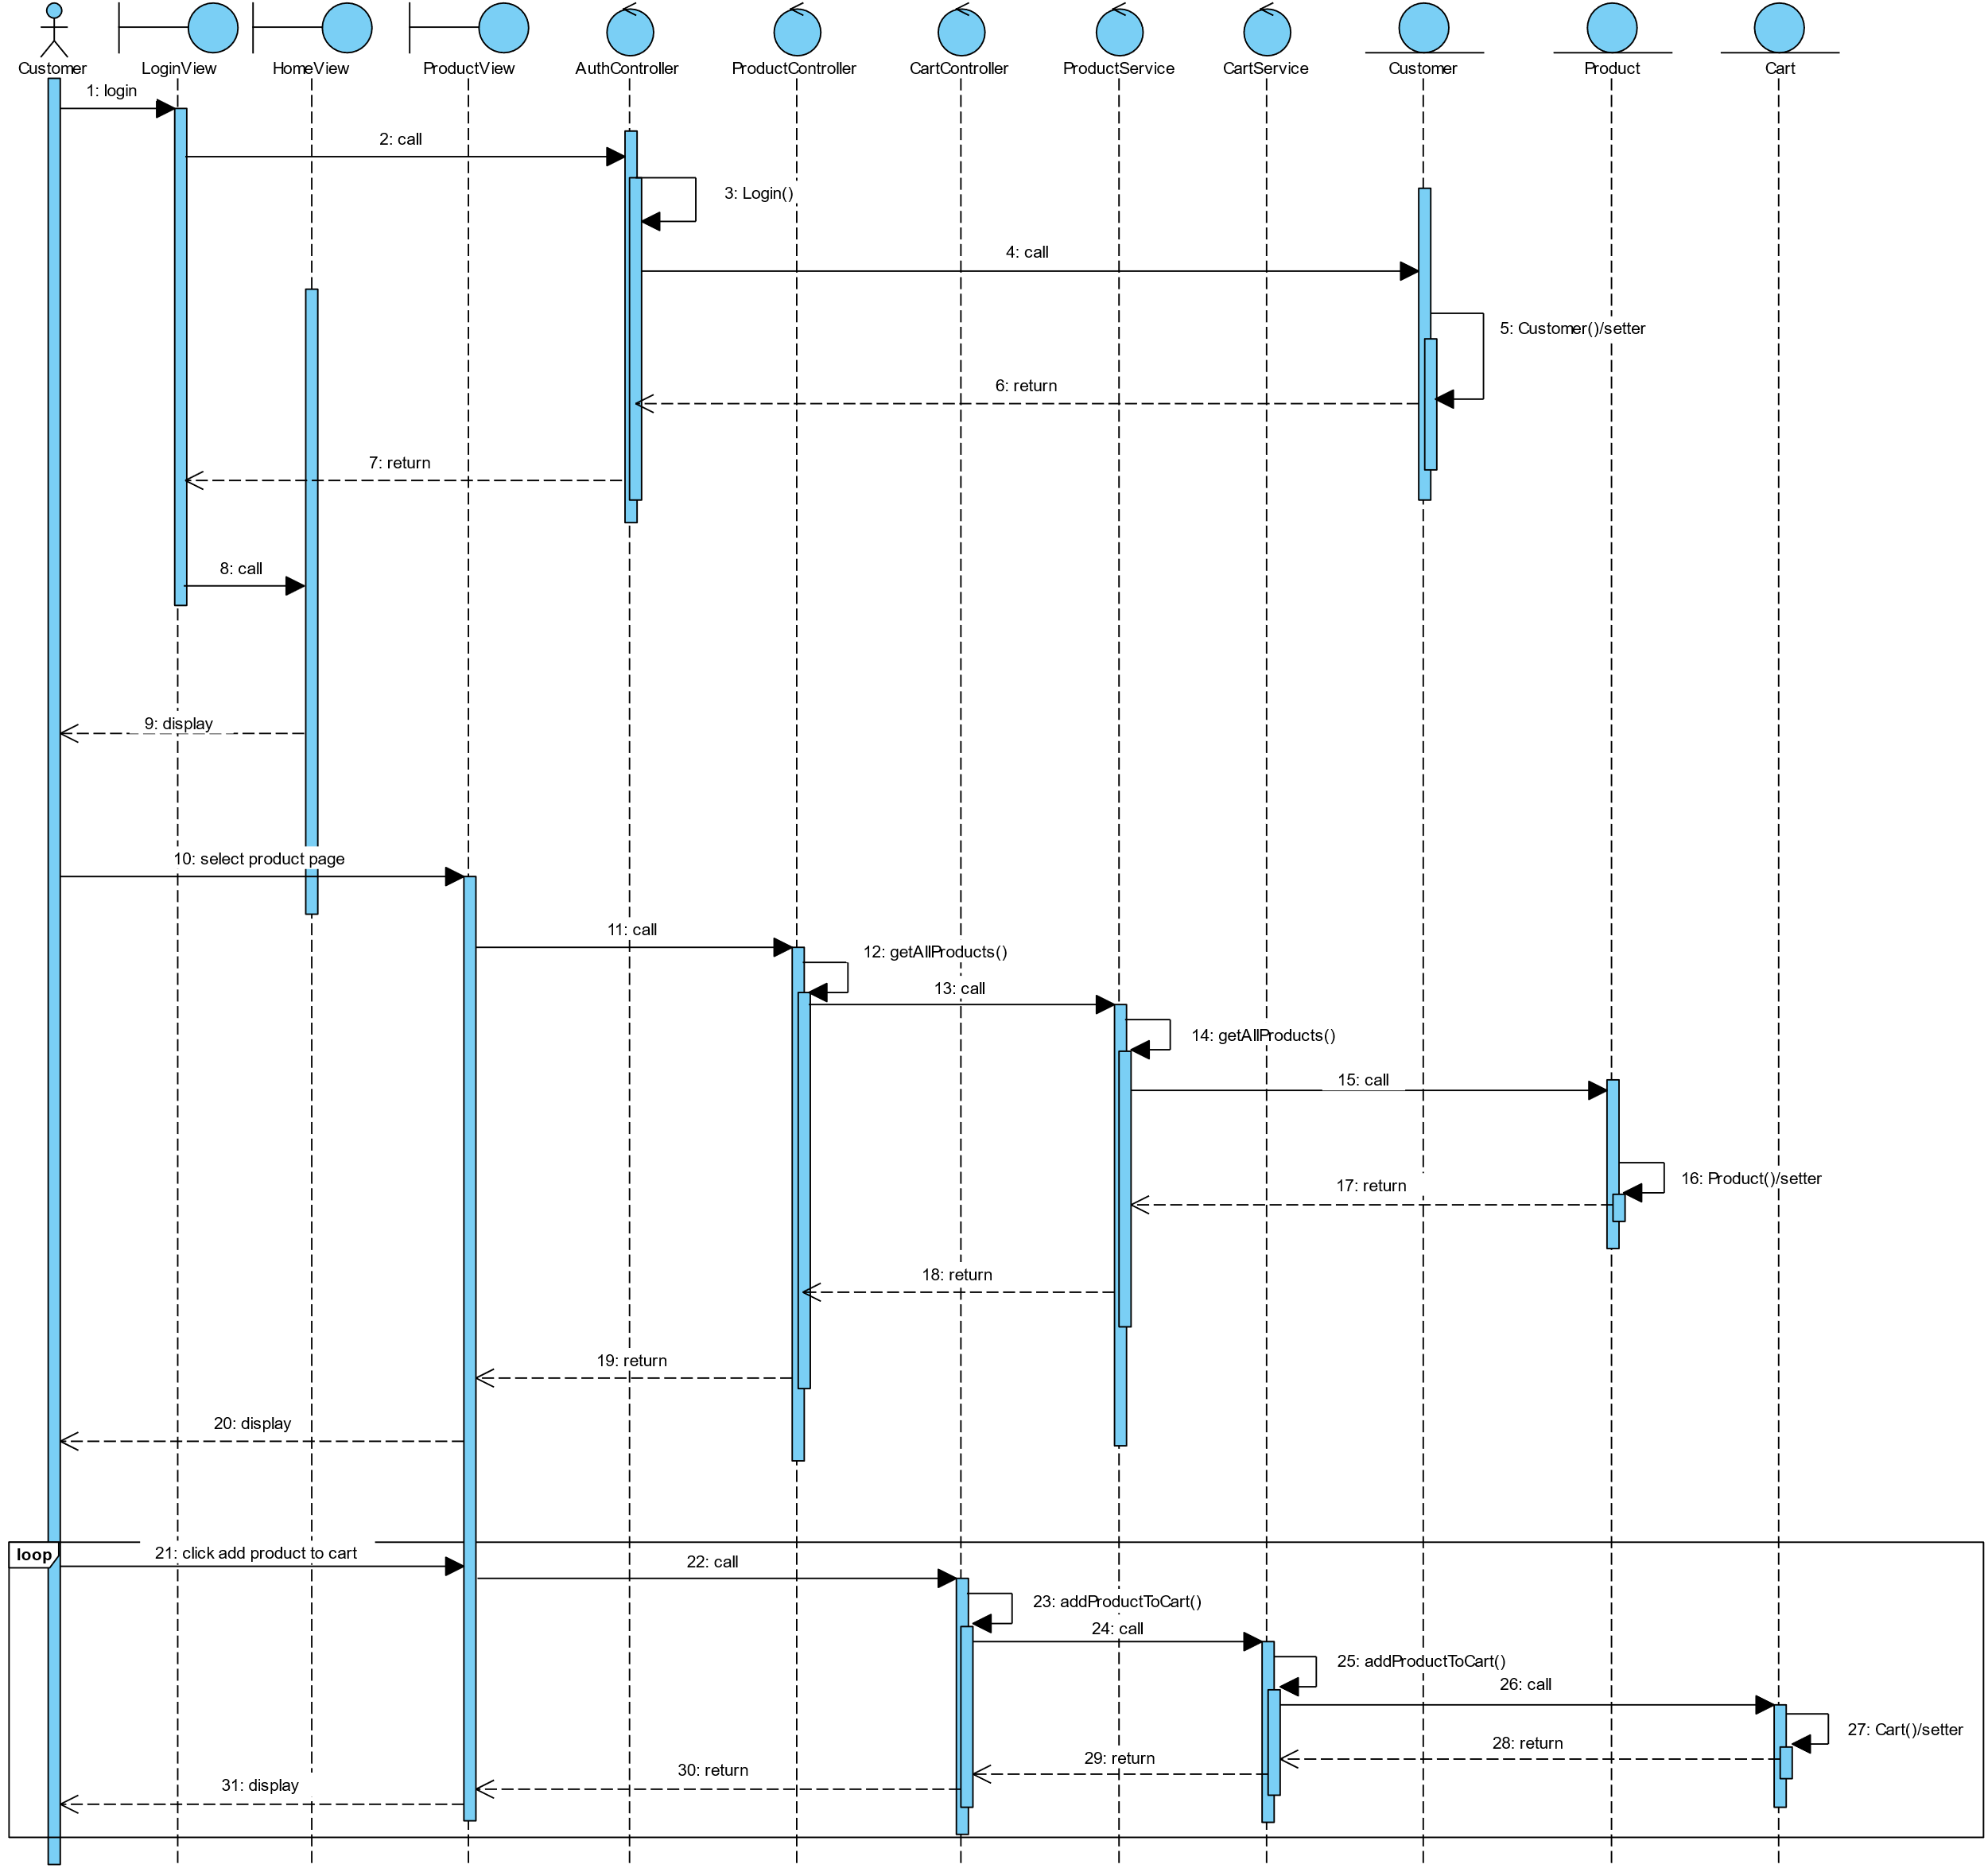 Customer LoginView HomeView ProductView AuthController ProductController CartController ProductService CartService Customer Product Cart
1: login
2: call
3: Login()
4: call
5: Customer()/setter
6: return
7: return
8: call
9: display
10: select product page
11: call
12: getAllProducts()
13: call
14: getAllProducts()
15: call
16: Product()/setter
17: return
18: return
19: return
20: display
loop
21: click add product to cart
22: call
23: addProductToCart()
24: call
25: addProductToCart()
26: call
27: Cart()/setter
28: return
29: return
30: return
31: display